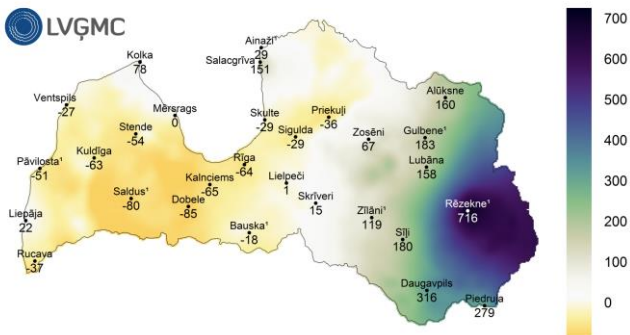 LVĢMC
Kolka
78
Ainaži¹
29
Salacgrīva
151
Ventspils
-27
Mērsrags
0
Stende
-54
Skulte
-29
Priekuļi
-36
Sigulda
-29
Alūksne
160
Gulbene¹
183
Zosēni
67
Lubāna
158
Kuldīga
-63
Pāvilosta¹
-51
Rīga
-64
Kalnciems
-65
Lielpeči
1
Saldus¹
-80
Dobele
-85
Skrīveri
15
Rēzekne¹
716
Liepāja
22
Zīlāni¹
119
Bauska¹
-18
Sīļi
180
Rucava
-37
Daugavpils
316
Piedruja
279
700
600
500
400
300
200
100
0